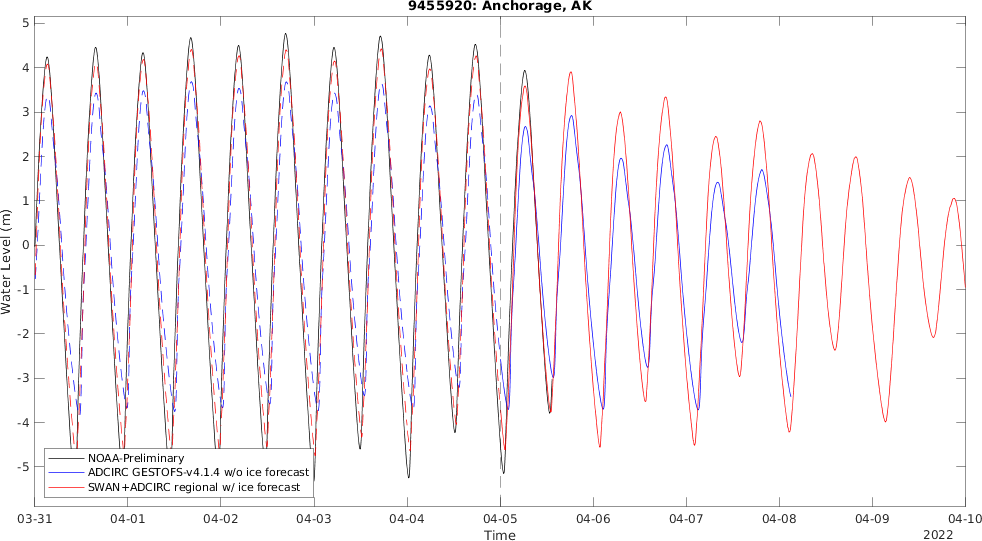 9455920: Anchorage, AK
5
4
3
2
1
0
-1
-2
-3
-4
-5
Water Level (m)
NOAA-Preliminary
ADCIRC GESTOFS-v4.1.4 w/o ice forecast
SWAN+ADCIRC regional w/ ice forecast
03-31 04-01 04-02 04-03 04-04 04-05 04-06 04-07 04-08 04-09 04-10
Time
2022